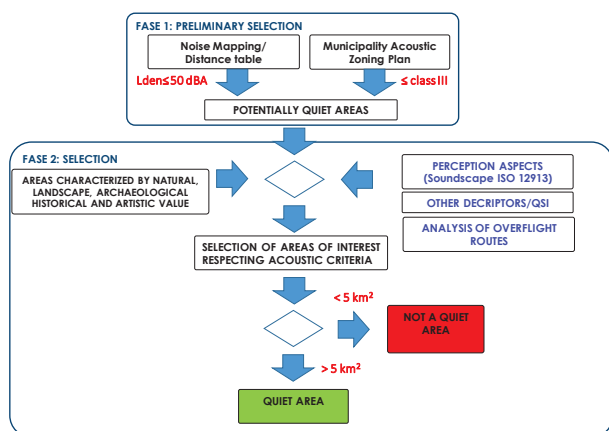 FASE 1: PRELIMINARY SELECTION
Noise Mapping/
Distance table
Municipality Acoustic
Zoning Plan
Lden≤50 dBA
≤ class III
POTENTIALLY QUIET AREAS
FASE 2: SELECTION
AREAS CHARACTERIZED BY NATURAL,
LANDSCAPE, ARCHAEOLOGICAL
HISTORICAL AND ARTISTIC VALUE
PERCEPTION ASPECTS
(Soundscape ISO 12913)
OTHER DECRIPTORS/QSI
ANALYSIS OF OVERFLIGHT
ROUTES
SELECTION OF AREAS OF INTEREST
RESPECTING ACOUSTIC CRITERIA
< 5 km²
NOT A QUIET
AREA
> 5 km²
QUIET AREA